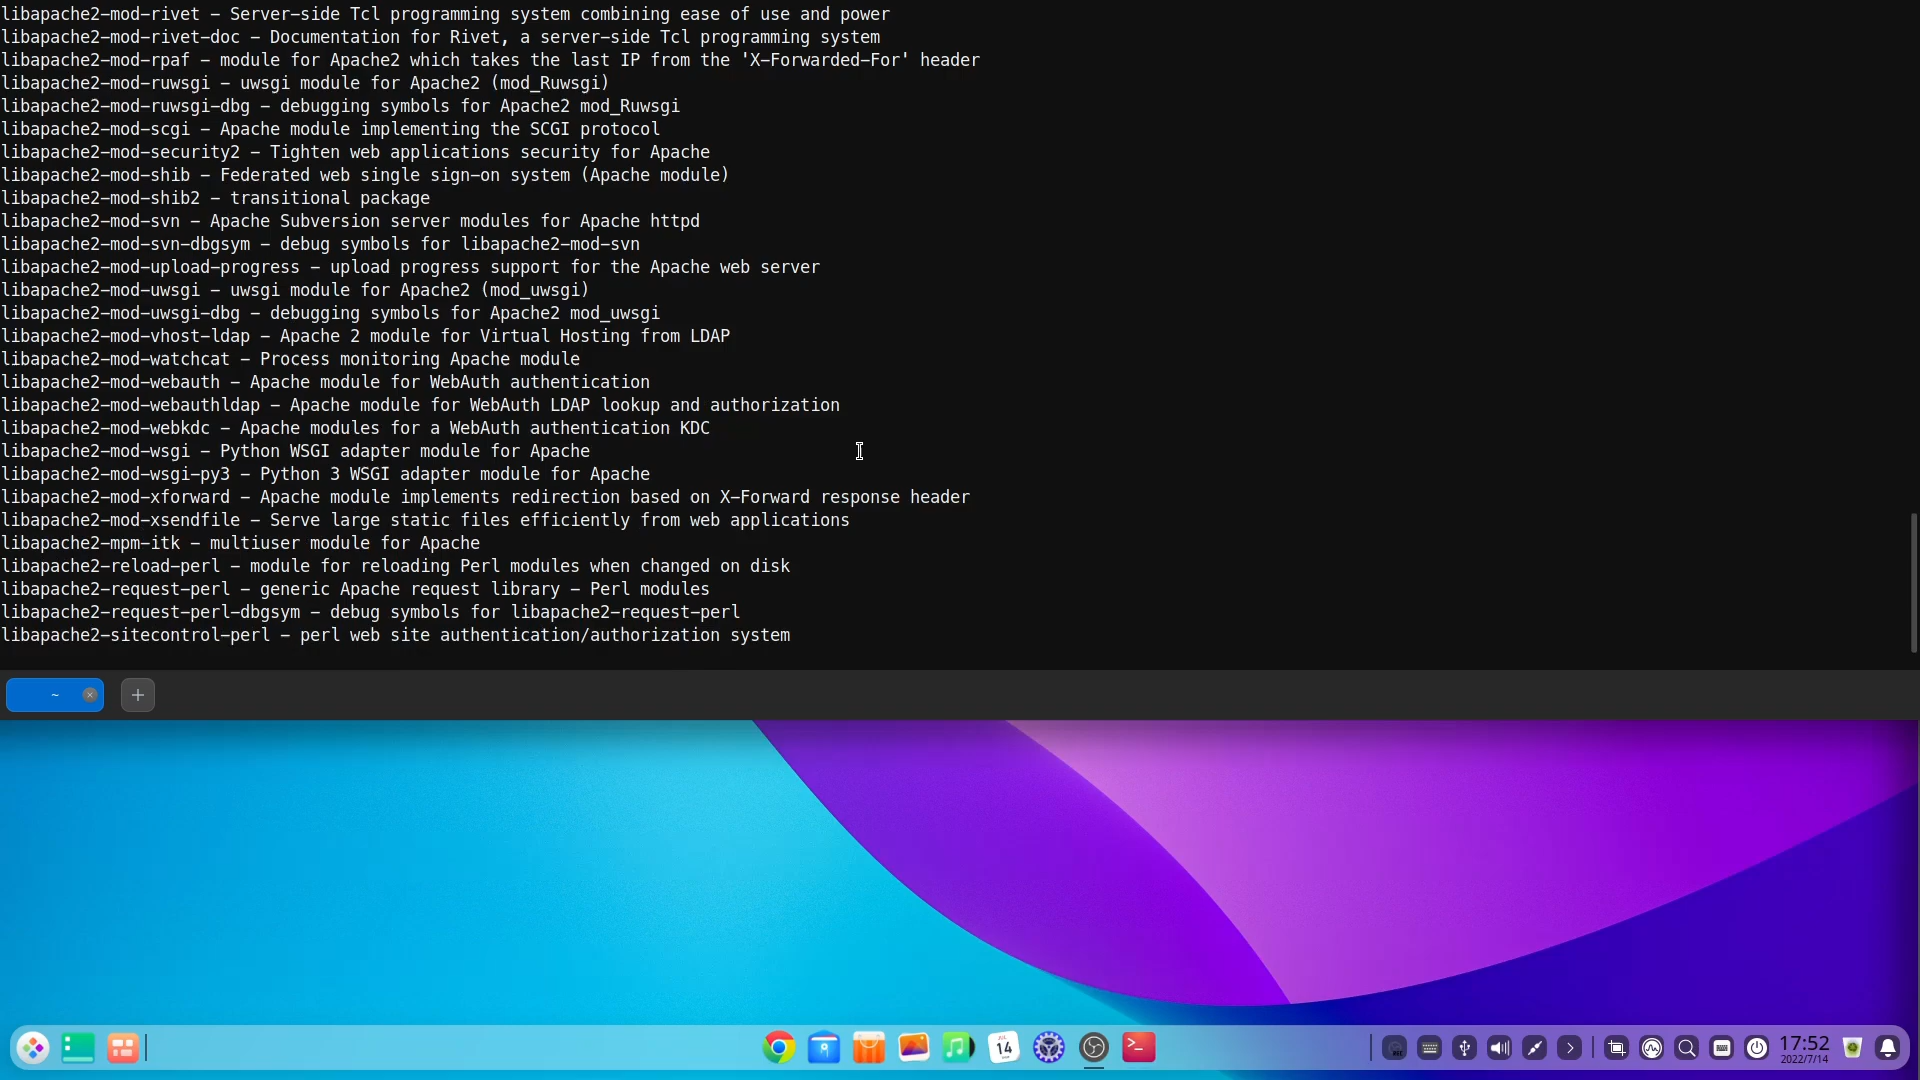 libapache2-mod-rivet - Server-side Tcl programming system combining ease of use and power
libapache2-mod-rivet-doc - Documentation for Rivet, a server-side Tcl programming system
libapache2-mod-rpaf - module for Apache2 which takes the last IP from the 'X-Forwarded-For' header
libapache2-mod-ruwsgi - uwsgi module for Apache2 (mod_Ruwsgi)
libapache2-mod-ruwsgi-dbg - debugging symbols for Apache2 mod_Ruwsgi
libapache2-mod-scgi - Apache module implementing the SCGI protocol
libapache2-mod-security2 - Tighten web applications security for Apache
libapache2-mod-shib - Federated web single sign-on system (Apache module)
libapache2-mod-shib2 - transitional package
libapache2-mod-svn - Apache Subversion server modules for Apache httpd
libapache2-mod-svn-dbgsym - debug symbols for libapache2-mod-svn
libapache2-mod-upload-progress - upload progress support for the Apache web server
libapache2-mod-uwsgi - uwsgi module for Apache2 (mod_uwsgi)
libapache2-mod-uwsgi-dbg - debugging symbols for Apache2 mod_uwsgi
libapache2-mod-vhost-ldap - Apache 2 module for Virtual Hosting from LDAP
libapache2-mod-watchcat - Process monitoring Apache module
libapache2-mod-webauth - Apache module for WebAuth authentication
libapache2-mod-webauthldap - Apache module for WebAuth LDAP lookup and authorization
libapache2-mod-webkdc - Apache modules for a WebAuth authentication KDC
libapache2-mod-wsgi - Python WSGI adapter module for Apache
libapache2-mod-wsgi-py3 - Python 3 WSGI adapter module for Apache
libapache2-mod-xforward - Apache module implements redirection based on X-Forward response header
libapache2-mod-xsendfile - Serve large static files efficiently from web applications
libapache2-mpm-itk - multiuser module for Apache
libapache2-reload-perl - module for reloading Perl modules when changed on disk
libapache2-request-perl - generic Apache request library - Perl modules
libapache2-request-perl-dbgsym - debug symbols for libapache2-request-perl
libapache2-sitecontrol-perl - perl web site authentication/authorization system
~
14
17:52
2022/7/14